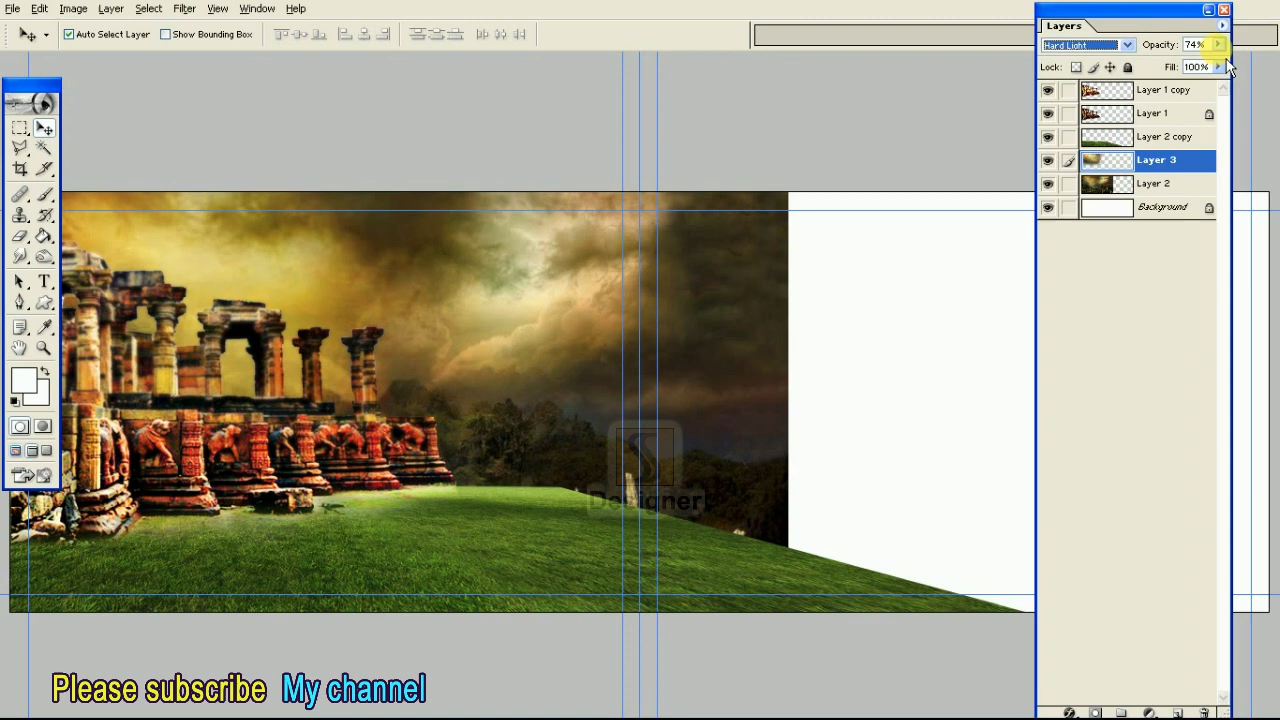 File Edit Image Layer Select Filter View Window Help
Auto Select Layer Show Bounding Box
Layers
Hard Light Opacity: 74%
Lock: Fill: 100%
Layer 1 copy
Layer 1
Layer 2 copy
Layer 3
Layer 2
Background
Designer
Please subscribe My channel